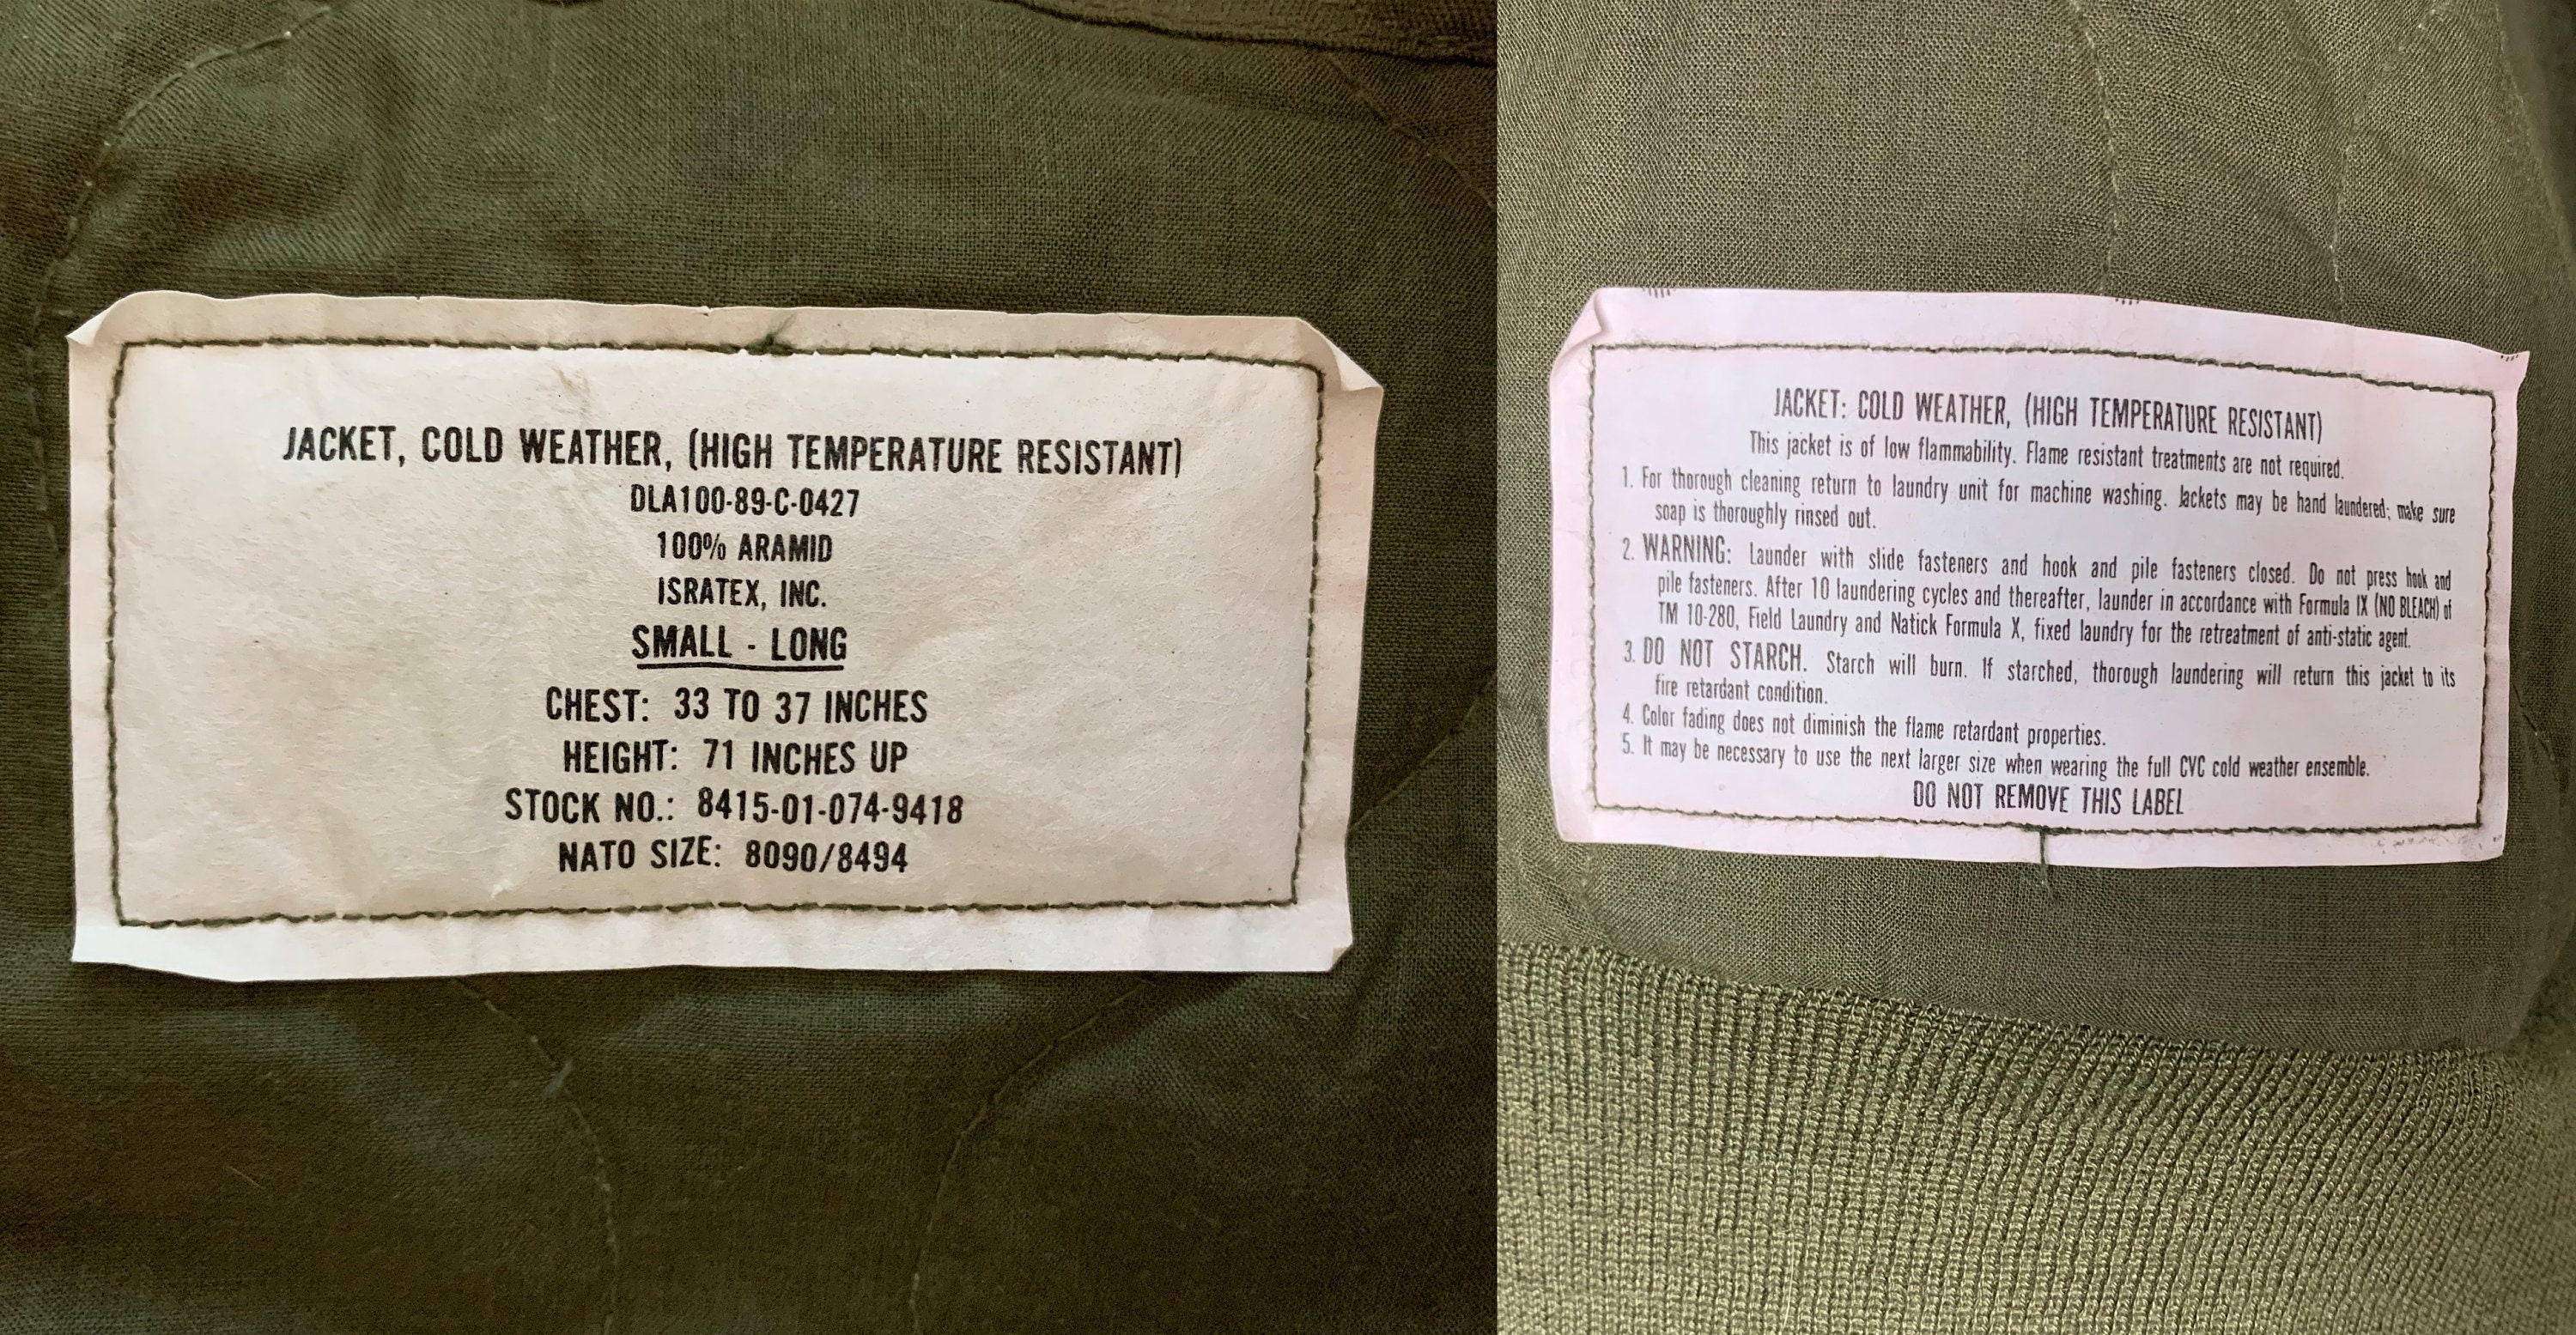 JACKET, COLD WEATHER, (HIGH TEMPERATURE RESISTANT)
DLA100-89-C-0427
100% ARAMID
ISRATEX, INC.
SMALL - LONG
CHEST: 33 TO 37 INCHES
HEIGHT: 71 INCHES UP
STOCK NO.: 8415-01-074-9418
NATO SIZE: 8090/8494
JACKET: COLD WEATHER, (HIGH TEMPERATURE RESISTANT)
This jacket is of low flammability. Flame resistant treatments are not required.
1. For thorough cleaning return to laundry unit for machine washing. Jackets may be hand laundered; make sure
soap is thoroughly rinsed out.
2. WARNING: Launder with slide fasteners and hook and pile fasteners closed. Do not press hook and
pile fasteners. After 10 laundering cycles and thereafter, launder in accordance with Formula IX (NO BLEACH) of
TM 10-280, Field Laundry and Natick Formula X, fixed laundry for the retreatment of anti-static agent.
3. DO NOT STARCH. Starch will burn. If starched, thorough laundering will return this jacket to its
fire retardant condition.
4. Color fading does not diminish the flame retardant properties.
5. It may be necessary to use the next larger size when wearing the full CVC cold weather ensemble.
DO NOT REMOVE THIS LABEL